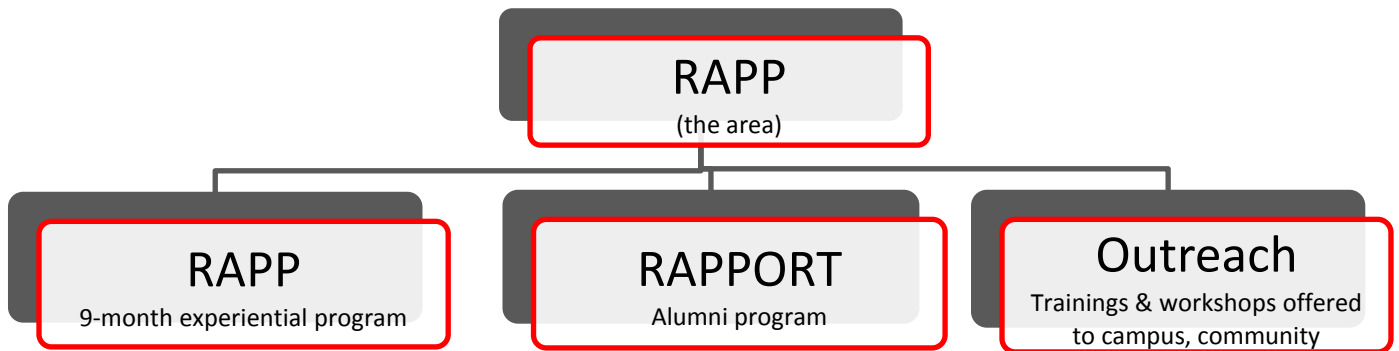 RAPP
(the area)
RAPP
9-month experiential program
RAPPORT
Alumni program
Outreach
Trainings & workshops offered
to campus, community